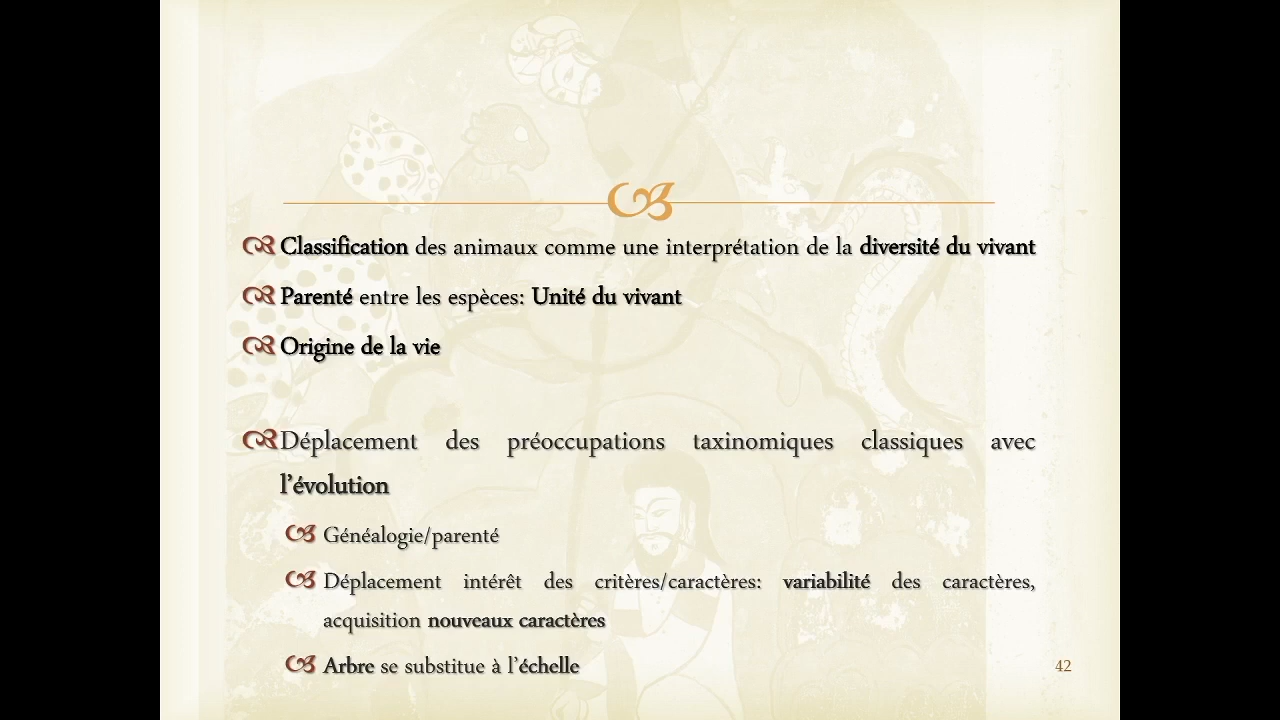 Classification des animaux comme une interprétation de la diversité du vivant
Parenté entre les espèces: Unité du vivant
Origine de la vie
Déplacement des préoccupations taxinomiques classiques avec
l’évolution
Généalogie/parenté
Déplacement intérêt des critères/caractères: variabilité des caractères,
acquisition nouveaux caractères
Arbre se substitue à l’échelle
42